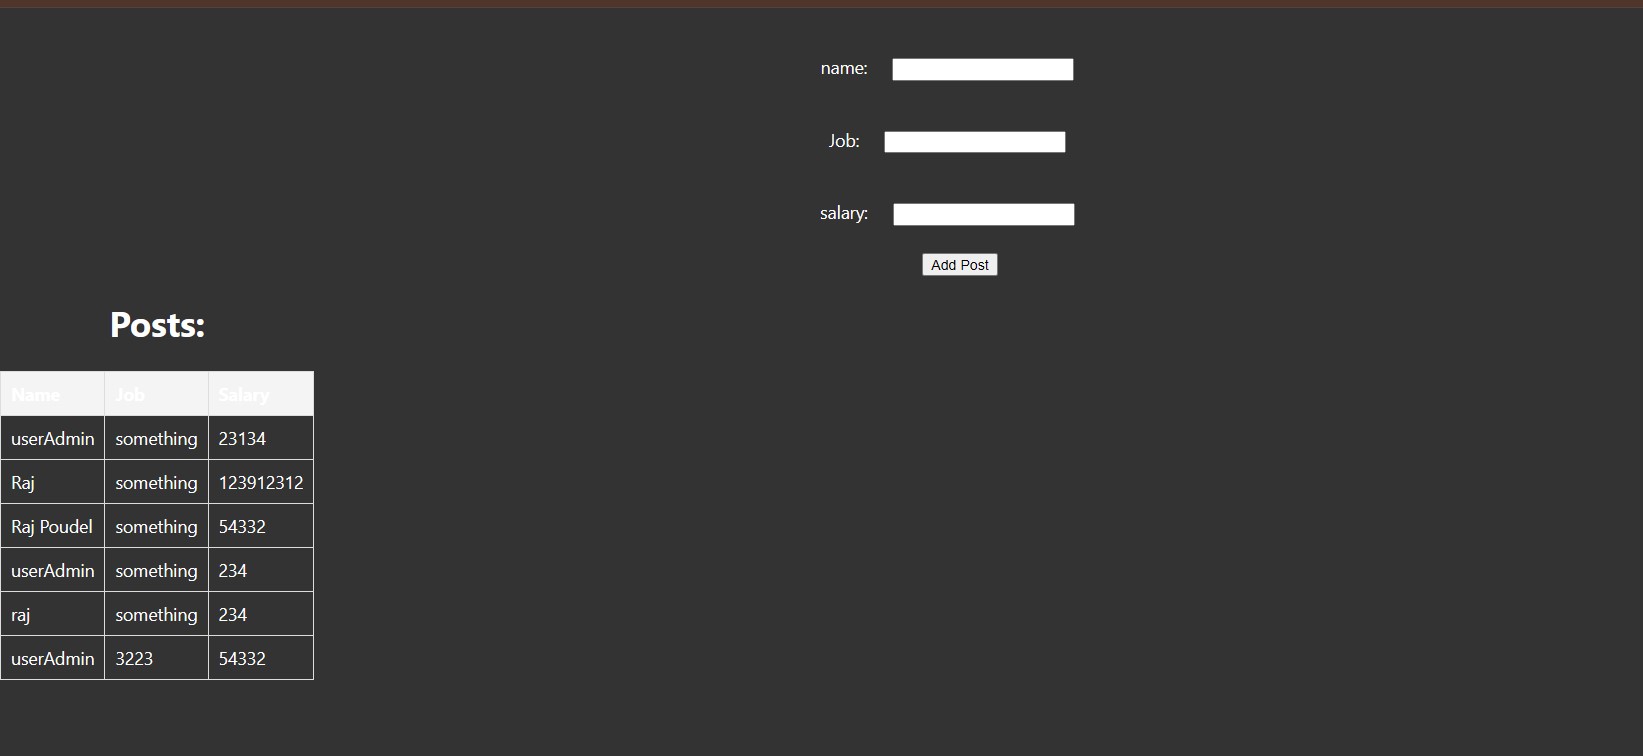 name:
Job:
salary:
Add Post
Posts:
Name Job Salary
userAdmin something 23134
Raj something 123912312
Raj Poudel something 54332
userAdmin something 234
raj something 234
userAdmin 3223 54332